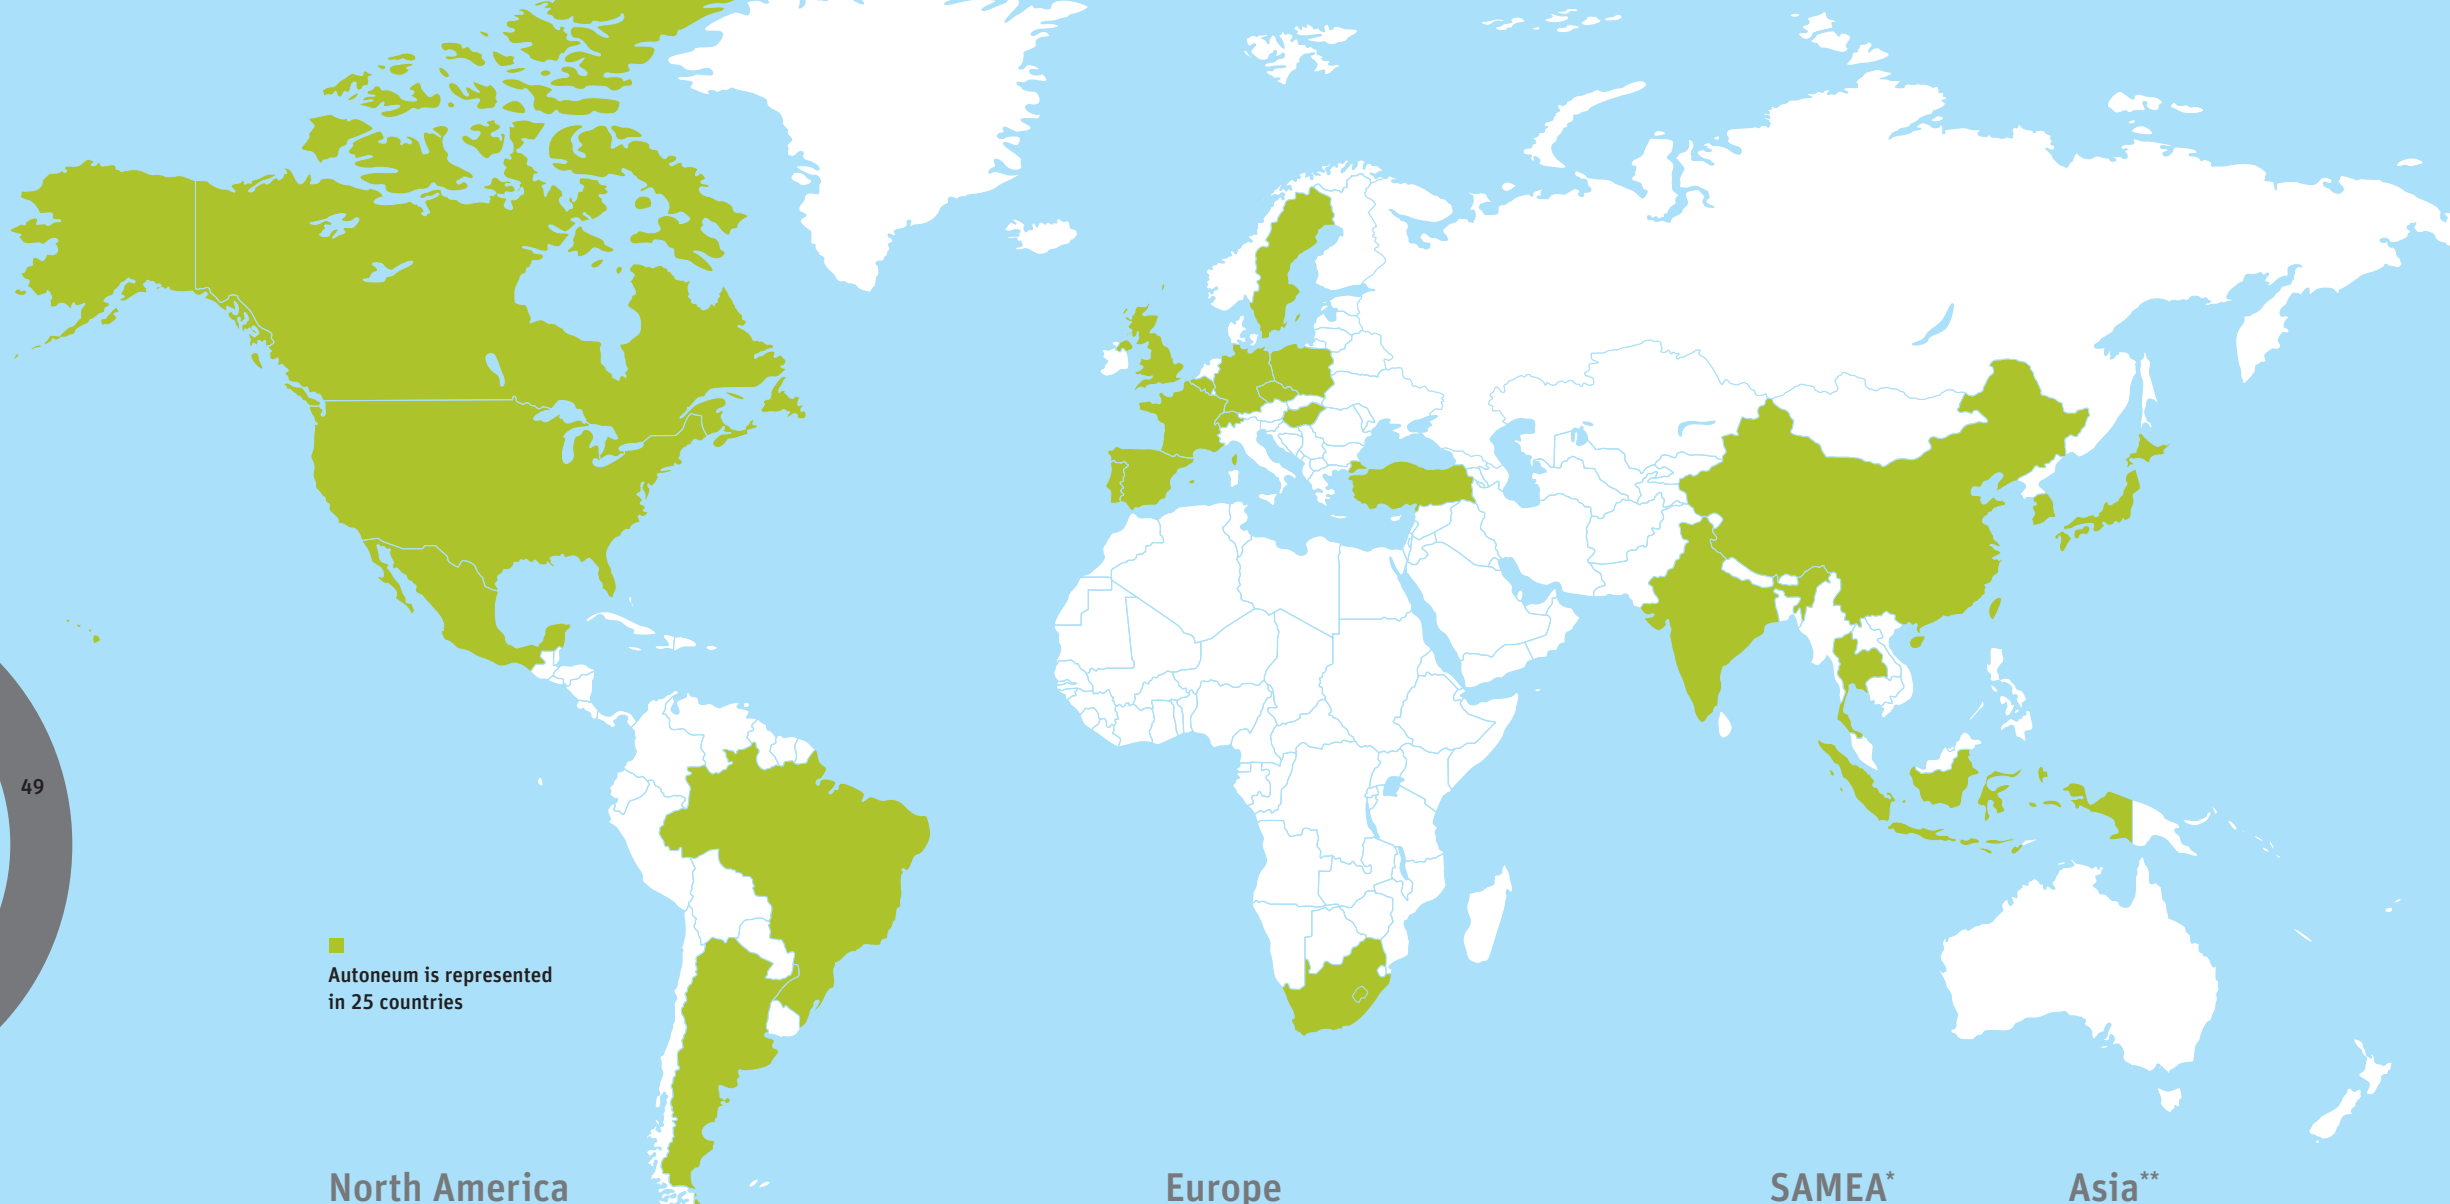 49
Autoneum is represented
in 25 countries
North America
Europe
SAMEA*
Asia**